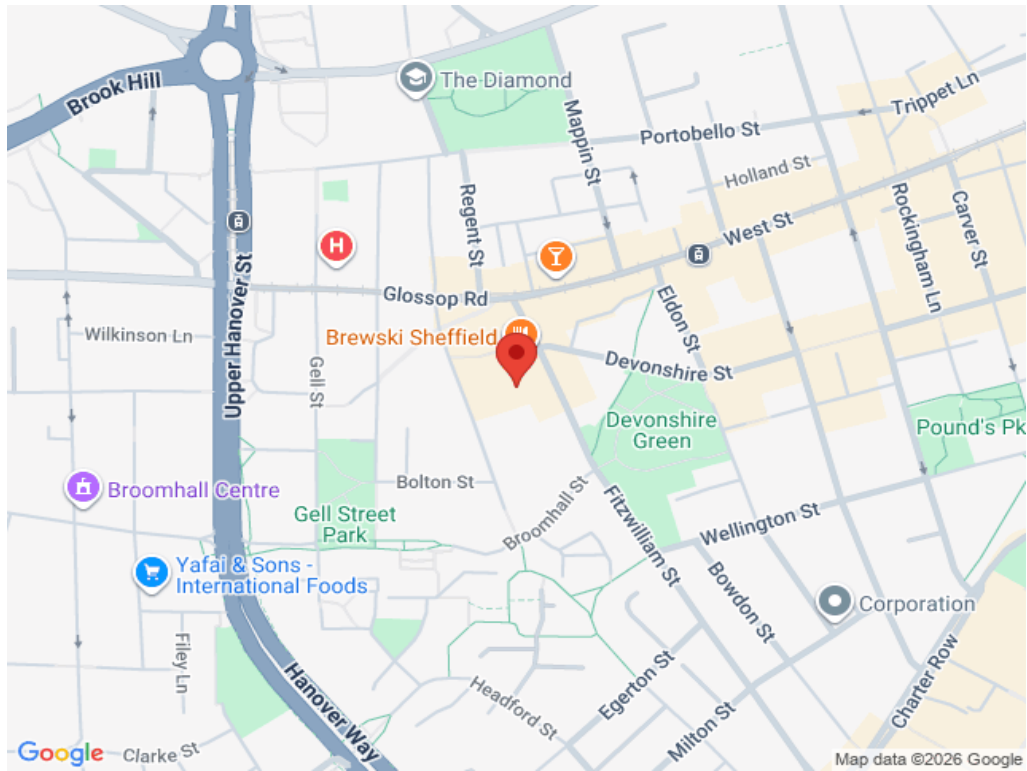 Brook Hill
The Diamond
Mappin St
Portobello St
Trippet Ln
Holland St
Regent St
West St
Rockingham Ln
Carver St
Upper Hanover St
H
Glossop Rd
Eldon St
Wilkinson Ln
Brewski Sheffield
Gell St
Devonshire St
Devonshire
Green
Pound's Pk
Broomhall Centre
Bolton St
Gell Street
Park
Broomhall St
Fitzwilliam St
Wellington St
Yafai & Sons -
International Foods
Bowdon St
Corporation
Filey Ln
Hanover Way
Headford St
Egerton St
Milton St
Charter Row
Clarke St
Google
Map data ©2026 Google